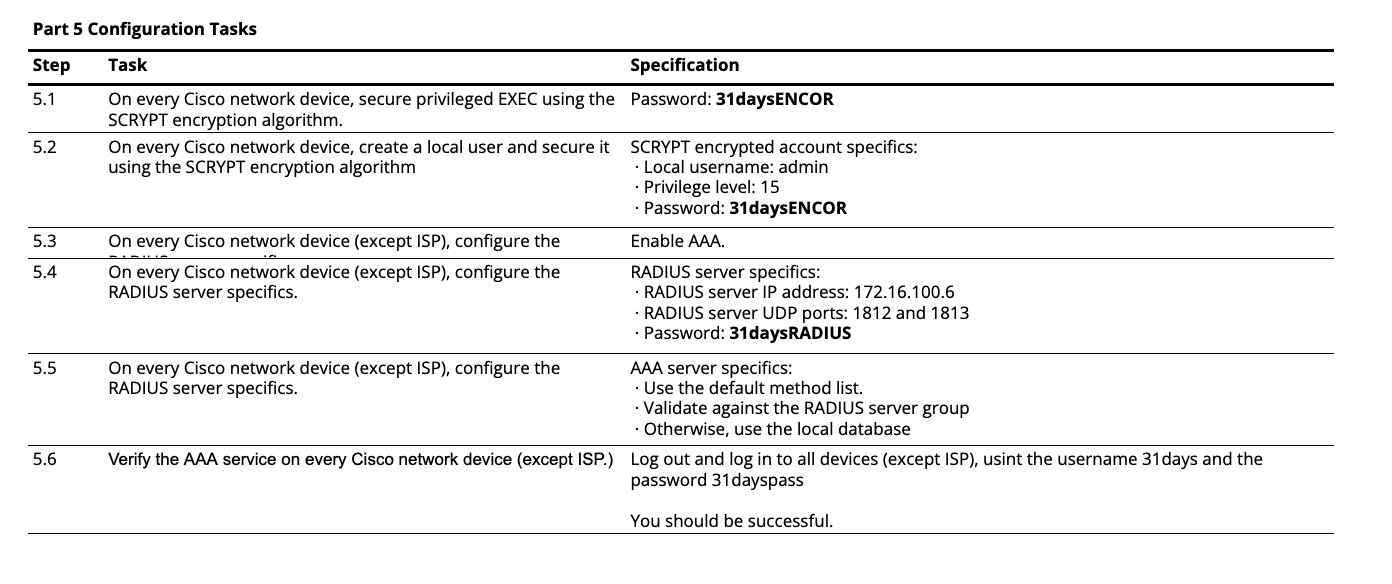 Part 5 Configuration Tasks
Step Task Specification
5.1 On every Cisco network device, secure privileged EXEC using the Password: 31daysENCOR
SCRYPT encryption algorithm.
5.2 On every Cisco network device, create a local user and secure it SCRYPT encrypted account specifics:
using the SCRYPT encryption algorithm · Local username: admin
· Privilege level: 15
· Password: 31daysENCOR
5.3 On every Cisco network device (except ISP), configure the Enable AAA.
5.4 On every Cisco network device (except ISP), configure the RADIUS server specifics:
RADIUS server specifics. · RADIUS server IP address: 172.16.100.6
· RADIUS server UDP ports: 1812 and 1813
· Password: 31daysRADIUS
5.5 On every Cisco network device (except ISP), configure the AAA server specifics:
RADIUS server specifics. · Use the default method list.
· Validate against the RADIUS server group
· Otherwise, use the local database
5.6 Verify the AAA service on every Cisco network device (except ISP.) Log out and log in to all devices (except ISP), usint the username 31days and the
password 31dayspass
You should be successful.